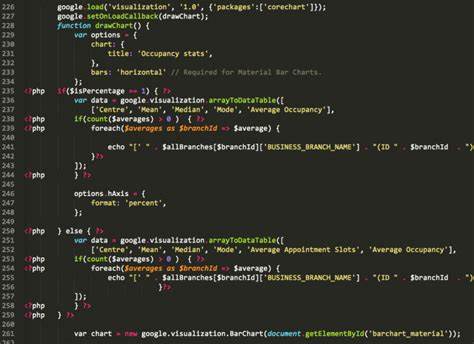 226 google.load('visualization', '1.0', {'packages':['corechart']});
227 google.setOnLoadCallback(drawChart);
228 function drawChart() {
229 var options = {
230 chart: {
231 title: 'Occupancy stats',
232 },
233 bars: 'horizontal' // Required for Material Bar Charts.
234 };
235 <?php if($isPercentage == 1) { ?>
236 var data = google.visualization.arrayToDataTable([
237 ['Centre', 'Mean', 'Median', 'Mode', 'Average Occupancy'],
238 <?php if(count($averages) > 0 ) { ?>
239 <?php foreach($averages as $branchId => $average) {
240
241 echo "[' " . $allBranches[$branchId]['BUSINESS_BRANCH_NAME'] . "(ID " . $branchId . ")
242 }?>
243 ]);
244 <?php } ?>
245
246 options.hAxis = {
247 format: 'percent',
248 };
249
250 <?php } else { ?>
251 var data = google.visualization.arrayToDataTable([
252 ['Centre', 'Mean', 'Median', 'Mode', 'Average Appointment Slots', 'Average Occupancy'],
253 <?php if(count($averages) > 0 ) { ?>
254 <?php foreach($averages as $branchId => $average) {
255 echo "[' " . $allBranches[$branchId]['BUSINESS_BRANCH_NAME'] . "(ID " . $branchId . ")
256 }?>
257 ]);
258 <?php } ?>
259 <?php } ?>
260
261 var chart = new google.visualization.BarChart(document.getElementById('barchart_material'));
262